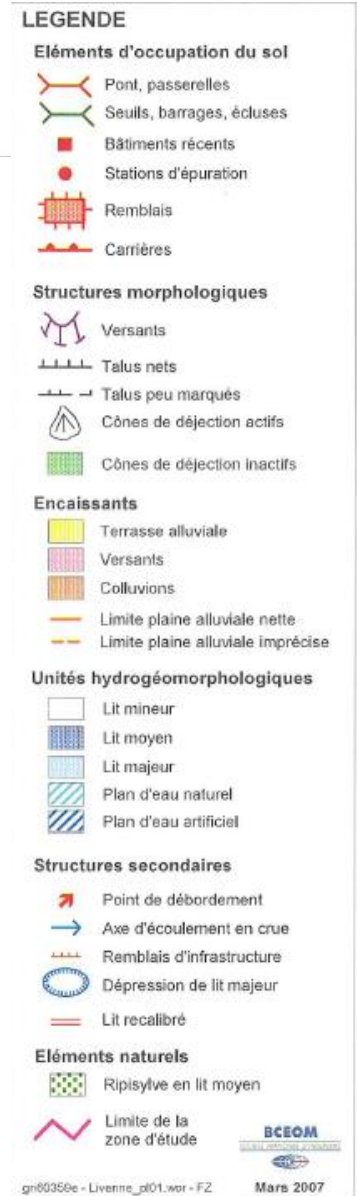 LEGENDE
Eléments d'occupation du sol
Pont, passerelles
Seuils, barrages, écluses
Bâtiments récents
Stations d'épuration
Remblais
Carrières
Structures morphologiques
Versants
Talus nets
Talus peu marqués
Cônes de déjection actifs
Cônes de déjection inactifs
Encaissants
Terrasse alluviale
Versants
Colluvions
Limite plaine alluviale nette
Limite plaine alluviale imprécise
Unités hydrogéomorphologiques
Lit mineur
Lit moyen
Lit majeur
Plan d'eau naturel
Plan d'eau artificiel
Structures secondaires
Point de débordement
Axe d'écoulement en crue
Remblais d'infrastructure
Dépression de lit majeur
Lit recalibré
Eléments naturels
Ripisylve en lit moyen
Limite de la
zone d'étude
BCEOM
gri60359e - Livenne_pl01.wor - FZ
Mars 2007